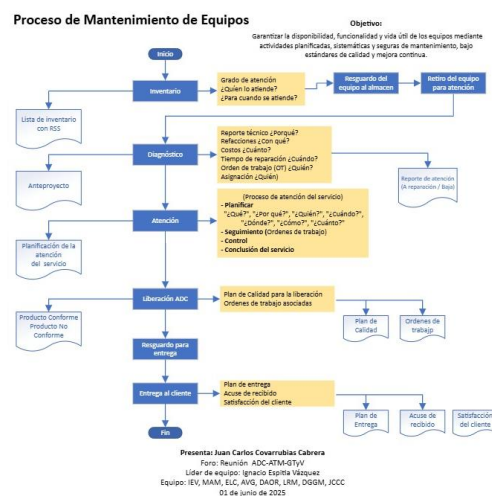 Proceso de Mantenimiento de Equipos
Objetivo:
Garantizar la disponibilidad, funcionalidad y vida útil de los equipos mediante
actividades planificadas, sistemáticas y seguras de mantenimiento, bajo
estándares de calidad y mejora continua.
Inicio
Inventario
Grado de atención
¿Quíen lo atiende?
¿Para cuando se atiende?
Resguardo del
equipo al almacen
Retiro del equipo
para atención
Lista de inventario
con RSS
Diagnóstico
Reporte técnico ¿Porqué?
Refacciones ¿Con qué?
Costos ¿Cuánto?
Tiempo de reparación ¿Cuándo?
Orden de trabajo (OT) ¿Quién?
Asignación ¿Quién)
Anteproyecto
Reporte de atención
(A reparación / Baja)
Atención
(Proceso de atención del servicio)
- Planificar
"¿Qué?", "¿Por qué?", "¿Quién?", "¿Cuándo?",
"¿Dónde?", "¿Cómo?", "¿Cuánto?"
- Seguimiento (Ordenes de trabajo)
- Control
- Conclusión del servicio
Planificación de la
atención
del servicio
Liberación ADC
Plan de Calidad para la liberación
Ordenes de trabajo asociadas
Producto Conforme
Producto No
Conforme
Plan de
Calidad
Ordenes de
trabajp
Resguardo para
entrega
Entrega al cliente
Plan de entrega
Acuse de recibido
Satisfacción del cliente
Plan de
Entrega
Acuse de
recibido
Satisfacción
del cliente
Fin
Presenta: Juan Carlos Covarrubias Cabrera
Foro: Reunión ADC-ATM-GTyV
Líder de equipo: Ignacio Espitia Vázquez
Equipo: IEV, MAM, ELC, AVG, DAOR, LRM, DGGM, JCCC
01 de junio de 2025